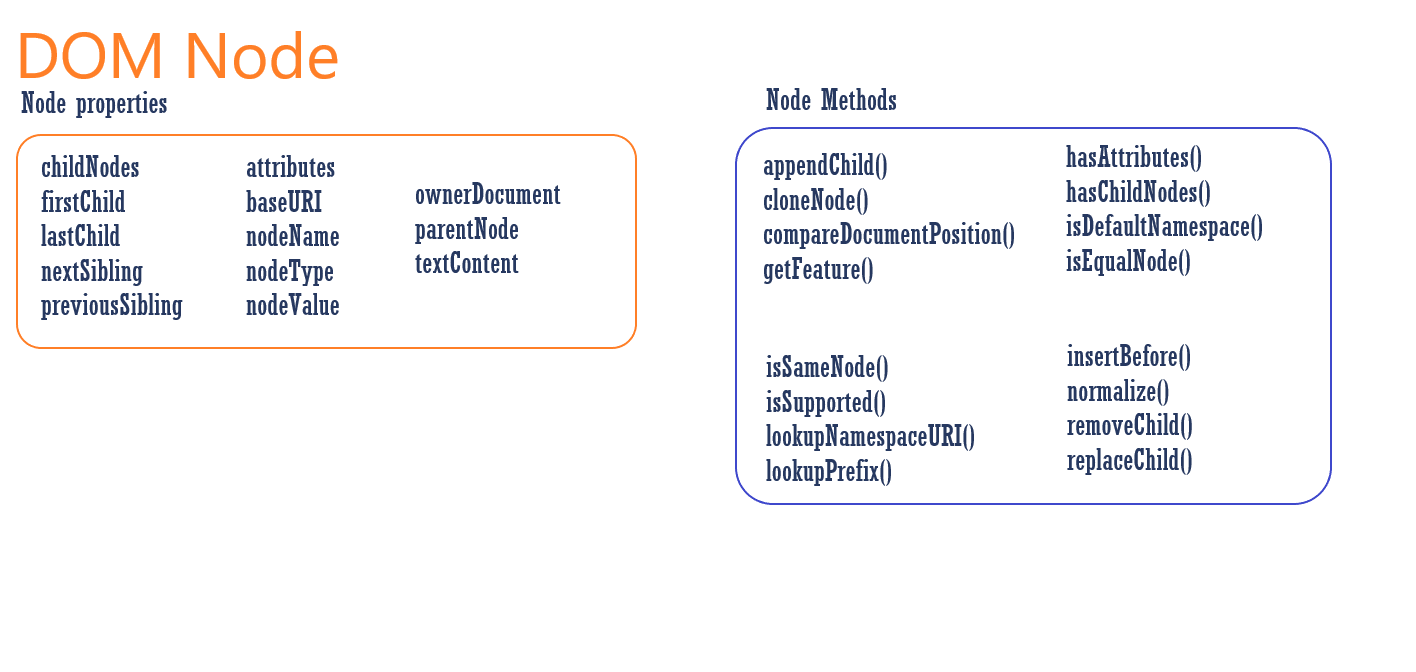 DOM Node
Node properties
childNodes
firstChild
lastChild
nextSibling
previousSibling
attributes
baseURI
nodeName
nodeType
nodeValue
ownerDocument
parentNode
textContent
Node Methods
appendChild()
cloneNode()
compareDocumentPosition()
getFeature()
hasAttributes()
hasChildNodes()
isDefaultNamespace()
isEqualNode()
isSameNode()
isSupported()
lookupNamespaceURI()
lookupPrefix()
insertBefore()
normalize()
removeChild()
replaceChild()